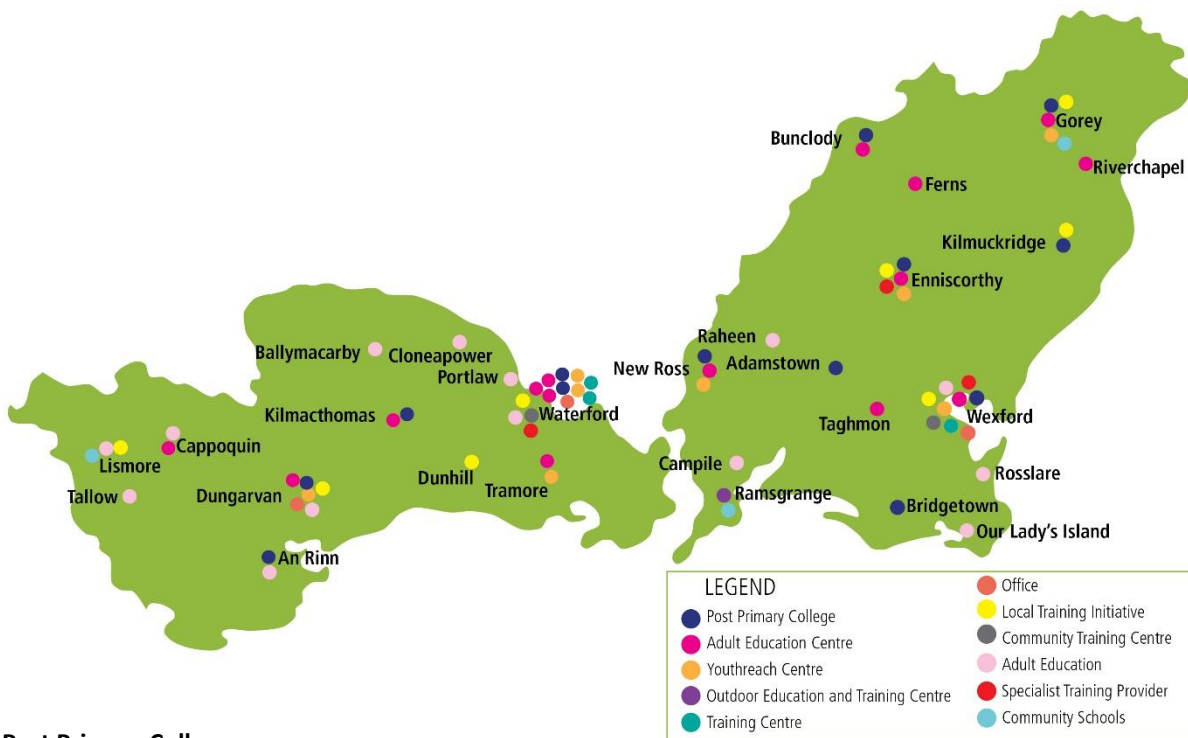 Gorey
Bunclody
Riverchapel
Ferns
Kilmuckridge
Enniscorthy
Raheen
Ballymacarby
Cloneapower
Adamstown
New Ross
Portlaw
Kilmacthomas
Waterford
Taghmon
Wexford
Cappoquin
Lismore
Campile
Dunhill
Rosslare
Tramore
Tallow
Dungarvan
Ramsgrange
Bridgetown
Our Lady's Island
An Rinn
LEGEND
Post Primary College
Adult Education Centre
Youthreach Centre
Outdoor Education and Training Centre
Training Centre
Office
Local Training Initiative
Community Training Centre
Adult Education
Specialist Training Provider
Community Schools